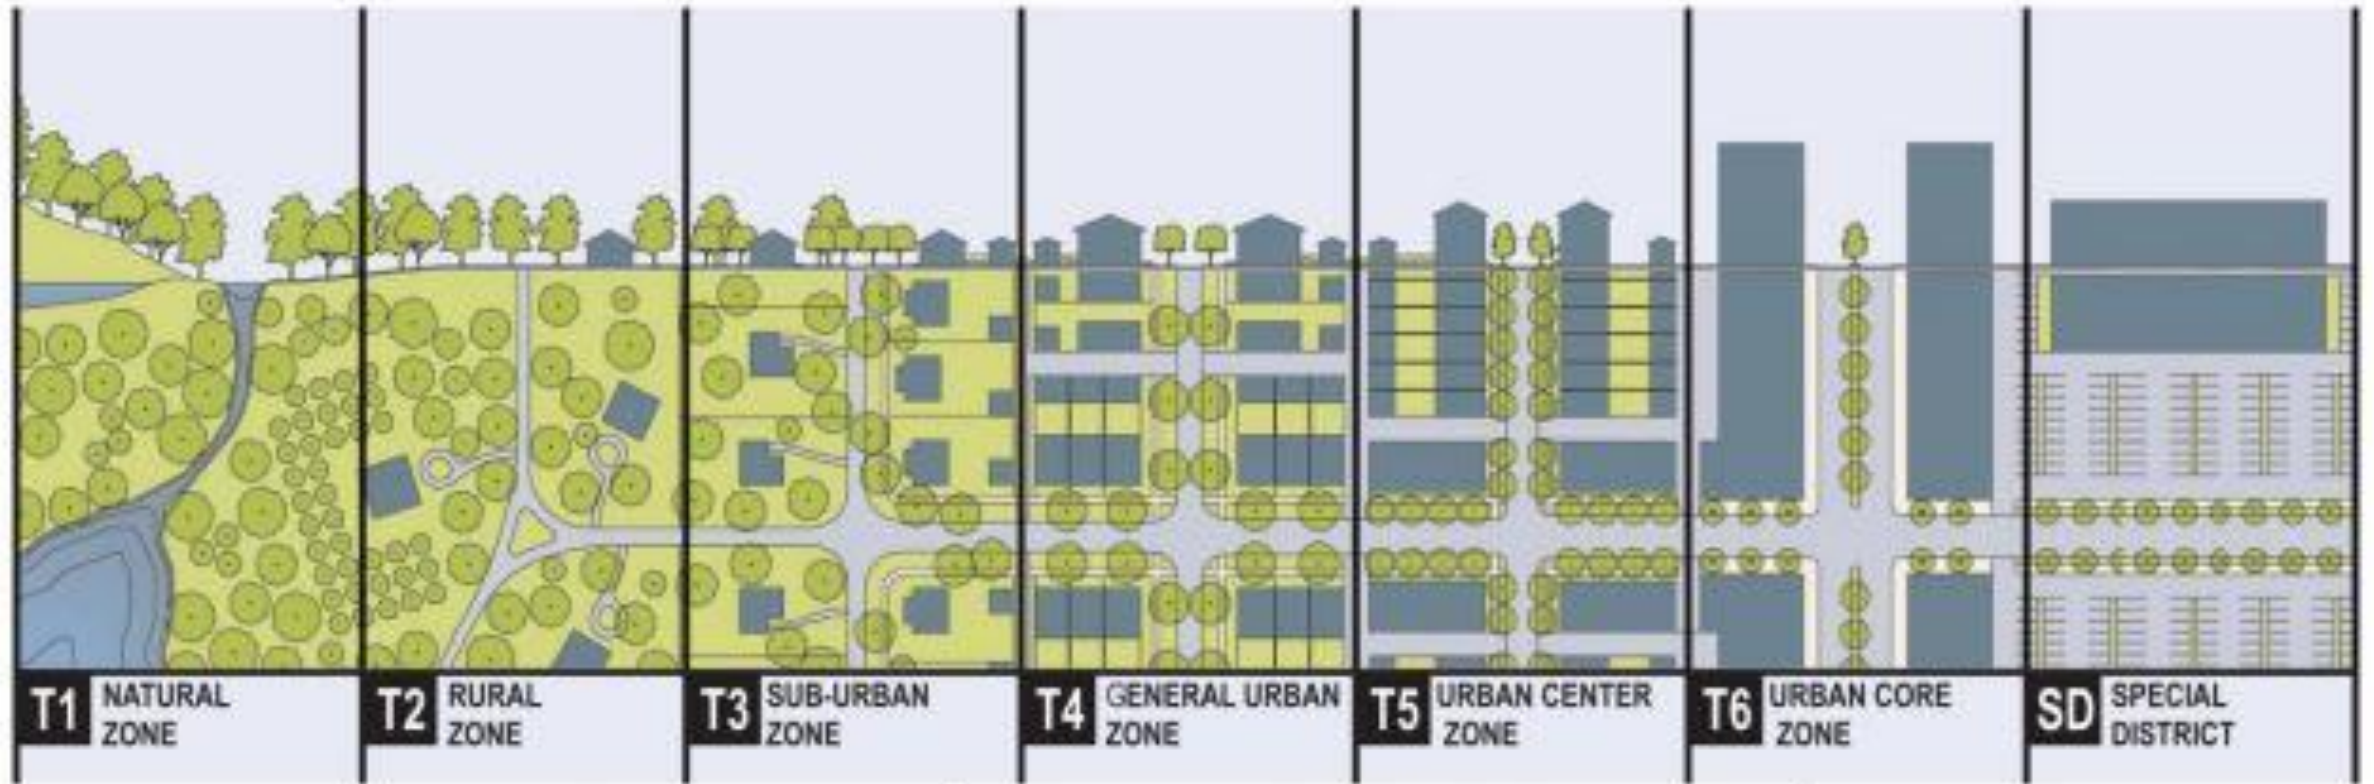 T1 NATURAL
ZONE
T2 RURAL
ZONE
T3 SUB-URBAN
ZONE
T4 GENERAL URBAN
ZONE
T5 URBAN CENTER
ZONE
T6 URBAN CORE
ZONE
SD SPECIAL
DISTRICT